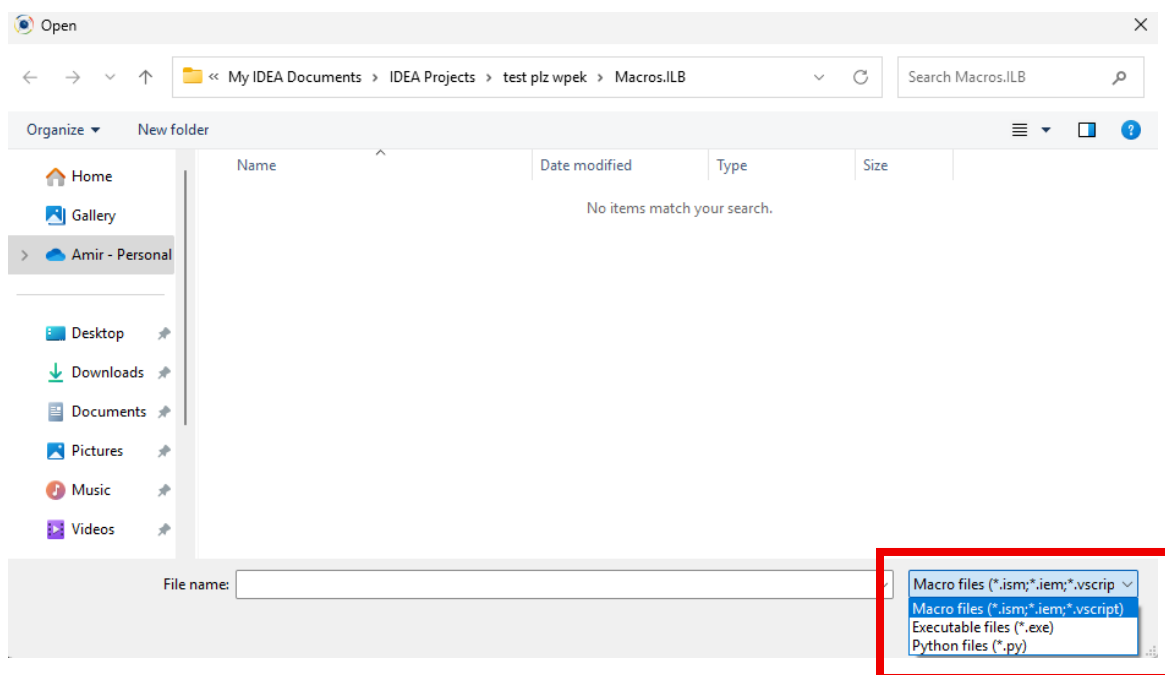 Open
« My IDEA Documents > IDEA Projects > test plz wpek > Macros.ILB
Search Macros.ILB
Organize
New folder
Name
Date modified
Type
Size
No items match your search.
Home
Gallery
Amir - Personal
Desktop
Downloads
Documents
Pictures
Music
Videos
File name:
Macro files (*.ism;*.iem;*.vscrip
Macro files (*.ism;*.iem;*.vscript)
Executable files (*.exe)
Python files (*.py)